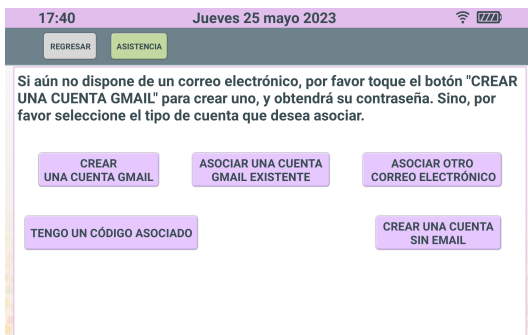 17:40 Jueves 25 mayo 2023
REGRESAR ASISTENCIA
Si aún no dispone de un correo electrónico, por favor toque el botón "CREAR
UNA CUENTA GMAIL" para crear uno, y obtendrá su contraseña. Sino, por
favor seleccione el tipo de cuenta que desea asociar.
CREAR
UNA CUENTA GMAIL
ASOCIAR UNA CUENTA
GMAIL EXISTENTE
ASOCIAR OTRO
CORREO ELECTRÓNICO
TENGO UN CÓDIGO ASOCIADO
CREAR UNA CUENTA
SIN EMAIL